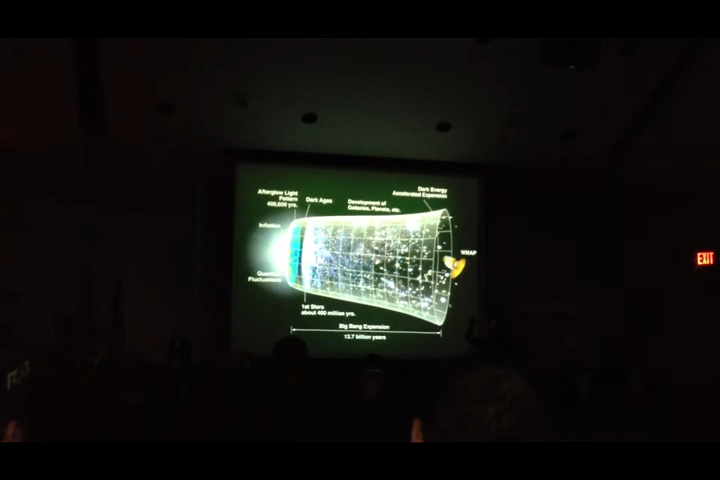 Afterglow Light
Pattern
400,000 yrs.
Dark Ages
Development of
Galaxies, Planets, etc.
Dark Energy
Accelerated Expansion
Inflation
WMAP
Quantum
Fluctuations
1st Stars
about 400 million yrs.
Big Bang Expansion
13.7 billion years
EXIT